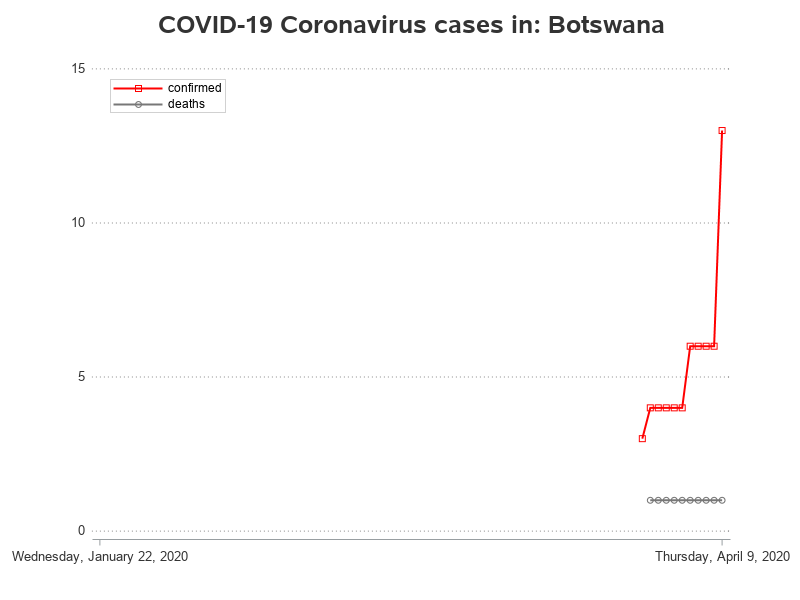 COVID-19 Coronavirus cases in: Botswana
15
confirmed
deaths
10
5
0
Wednesday, January 22, 2020
Thursday, April 9, 2020